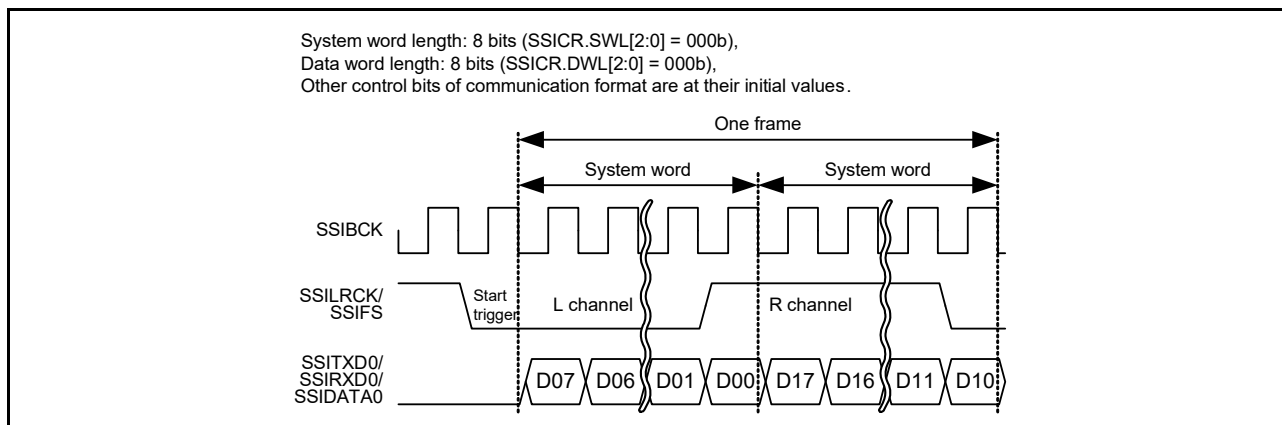 System word length: 8 bits (SSICR.SWL[2:0] = 000b),
Data word length: 8 bits (SSICR.DWL[2:0] = 000b),
Other control bits of communication format are at their initial values.
One frame
System word System word
SSIBCK
SSILRCK/
SSIFS
Start
trigger
L channel
R channel
SSITXD0/
SSIRXD0/
SSIDATA0
D07 D06 D01 D00 D17 D16 D11 D10